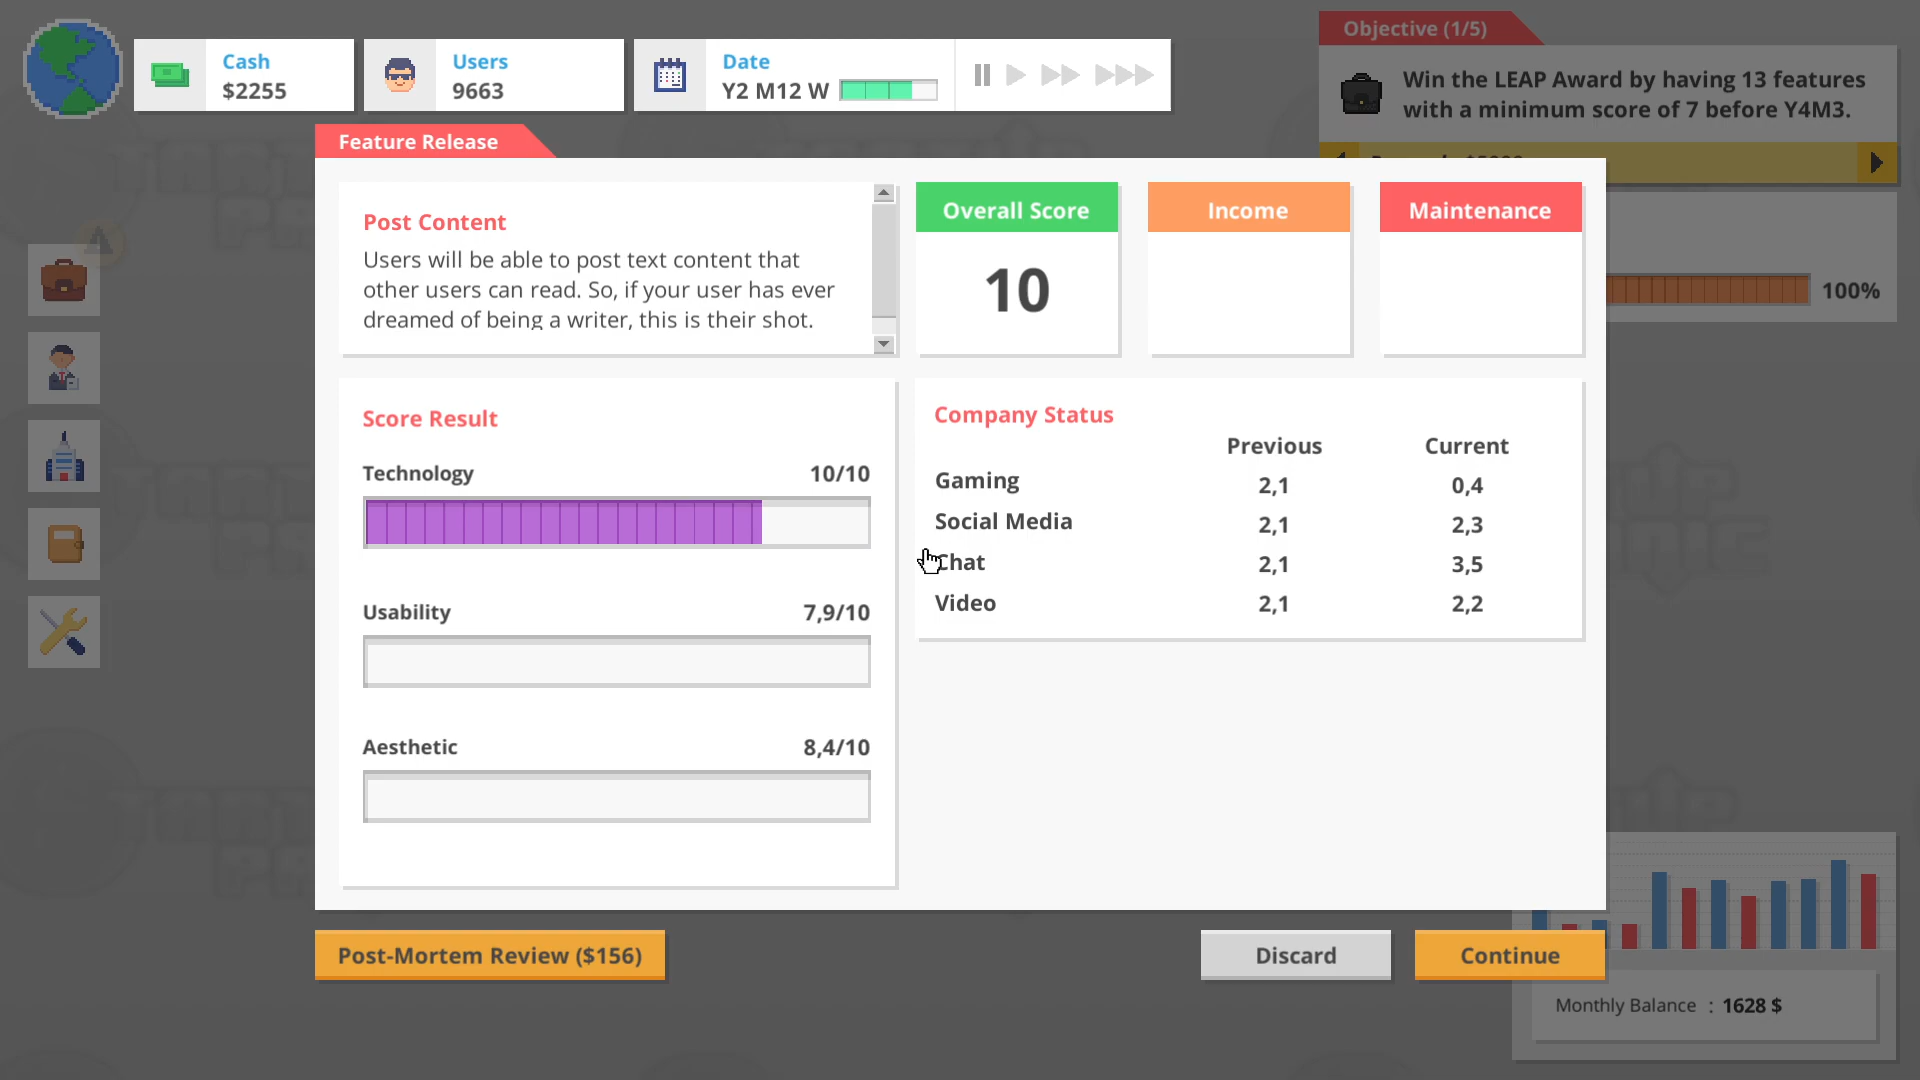 Cash
$2255
Users
9663
Date
Y2 M12 W
Objective (1/5)
Win the LEAP Award by having 13 features
with a minimum score of 7 before Y4M3.
Feature Release
Post Content
Users will be able to post text content that
other users can read. So, if your user has ever
dreamed of being a writer, this is their shot.
Overall Score
10
Income
Maintenance
100%
Score Result
Technology 10/10
Usability 7,9/10
Aesthetic 8,4/10
Company Status
Previous Current
Gaming 2,1 0,4
Social Media 2,1 2,3
Chat 2,1 3,5
Video 2,1 2,2
Post-Mortem Review ($156)
Discard
Continue
Monthly Balance : 1628 $